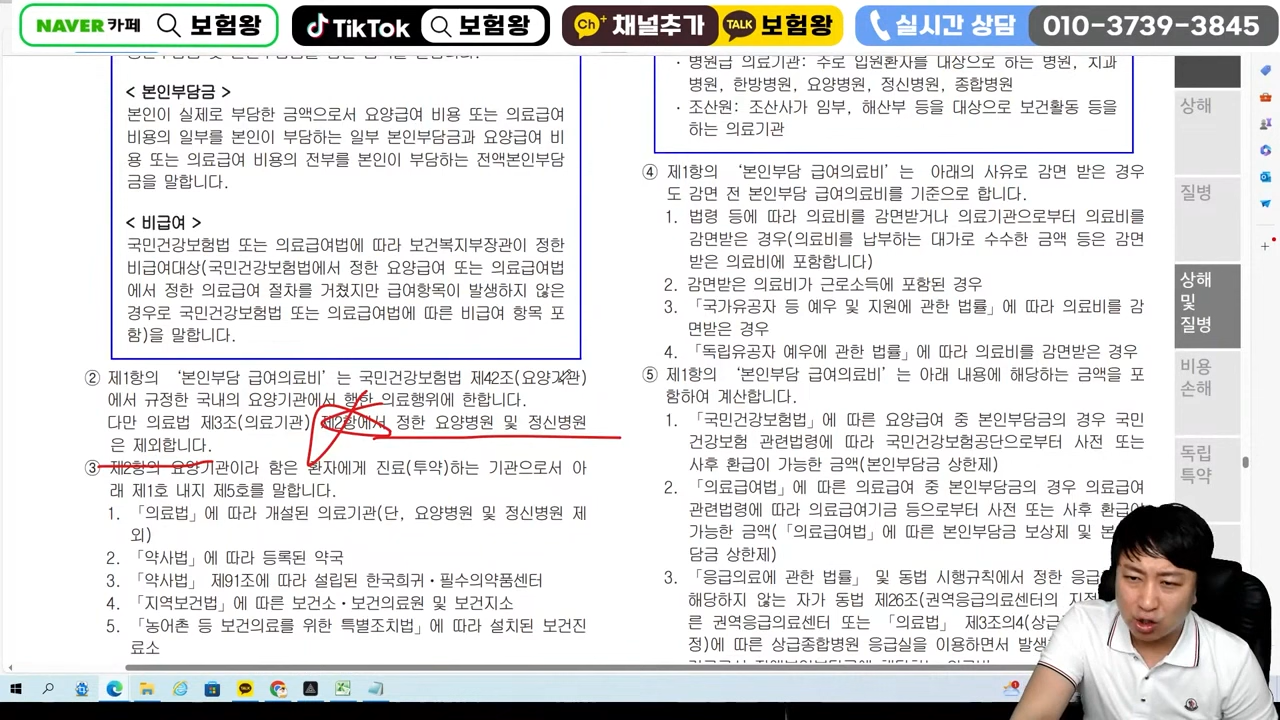 NAVER 카페 보험왕
TikTok 보험왕
Ch+ 채널추가 TALK 보험왕
실시간 상담 010-3739-3845
< 본인부담금 >
본인이 실제로 부담한 금액으로서 요양급여 비용 또는 의료급여
비용의 일부를 본인이 부담하는 일부 본인부담금과 요양급여 비
용 또는 의료급여 비용의 전부를 본인이 부담하는 전액본인부담
금을 말합니다.
< 비급여 >
국민건강보험법 또는 의료급여법에 따라 보건복지부장관이 정한
비급여대상(국민건강보험법에서 정한 요양급여 또는 의료급여법
에서 정한 의료급여 절차를 거쳤지만 급여항목이 발생하지 않은
경우로 국민건강보험법 또는 의료급여법에 따른 비급여 항목 포
함)을 말합니다.
② 제1항의 ‘본인부담 급여의료비’는 국민건강보험법 제42조(요양기관)
에서 규정한 국내의 요양기관에서 행한 의료행위에 한합니다.
다만 의료법 제3조(의료기관) 제2항에서 정한 요양병원 및 정신병원
은 제외합니다.
③ 제2항의 요양기관이라 함은 환자에게 진료(투약)하는 기관으로서 아
래 제1호 내지 제5호를 말합니다.
1. 「의료법」에 따라 개설된 의료기관(단, 요양병원 및 정신병원 제
외)
2. 「약사법」에 따라 등록된 약국
3. 「약사법」 제91조에 따라 설립된 한국희귀·필수의약품센터
4. 「지역보건법」에 따른 보건소·보건의료원 및 보건지소
5. 「농어촌 등 보건의료를 위한 특별조치법」에 따라 설치된 보건진
료소
· 병원급 의료기관: 주로 입원환자를 대상으로 하는 병원, 치과
병원, 한방병원, 요양병원, 정신병원, 종합병원
· 조산원: 조산사가 임부, 해산부 등을 대상으로 보건활동 등을
하는 의료기관
④ 제1항의 ‘본인부담 급여의료비’는 아래의 사유로 감면 받은 경우
도 감면 전 본인부담 급여의료비를 기준으로 합니다.
1. 법령 등에 따라 의료비를 감면받거나 의료기관으로부터 의료비를
감면받은 경우(의료비를 납부하는 대가로 수수한 금액 등은 감면
받은 의료비에 포함합니다)
2. 감면받은 의료비가 근로소득에 포함된 경우
3. 「국가유공자 등 예우 및 지원에 관한 법률」에 따라 의료비를 감
면받은 경우
4. 「독립유공자 예우에 관한 법률」에 따라 의료비를 감면받은 경우
⑤ 제1항의 ‘본인부담 급여의료비’는 아래 내용에 해당하는 금액을 포
함하여 계산합니다.
1. 「국민건강보험법」에 따른 요양급여 중 본인부담금의 경우 국민
건강보험 관련법령에 따라 국민건강보험공단으로부터 사전 또는
사후 환급이 가능한 금액(본인부담금 상한제)
2. 「의료급여법」에 따른 의료급여 중 본인부담금의 경우 의료급여
관련법령에 따라 의료급여기금 등으로부터 사전 또는 사후 환급이
가능한 금액(「의료급여법」에 따른 본인부담금 보상제 및 본
담금 상한제)
3. 「응급의료에 관한 법률」 및 동법 시행규칙에서 정한 응급
해당하지 않는 자가 동법 제26조(권역응급의료센터의 지정
른 권역응급의료센터 또는 「의료법」 제3조의4(상급
정)에 따른 상급종합병원 응급실을 이용하면서 발생
상해
질병
상해
및
질병
비용
손해
독립
특약